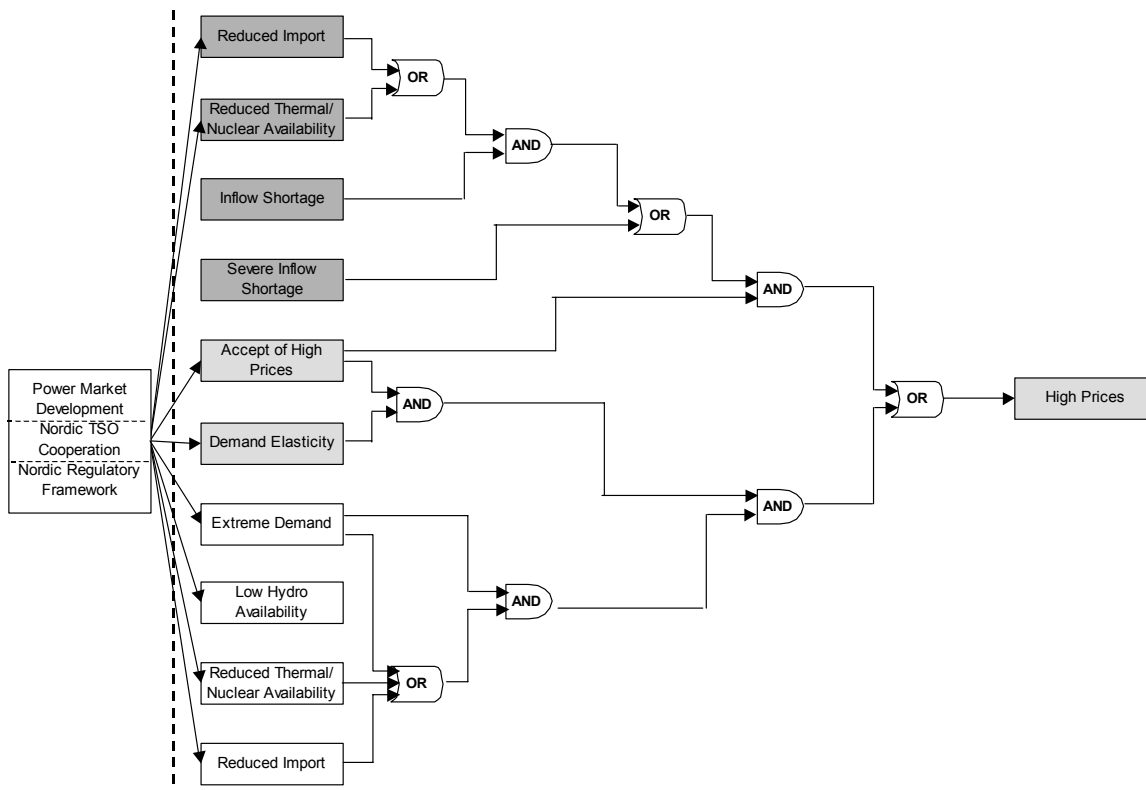 Reduced Import
OR
Reduced Thermal/
Nuclear Availability
AND
Inflow Shortage
OR
Severe Inflow
Shortage
AND
Accept of High
Prices
Power Market
Development
Nordic TSO
Cooperation
Nordic Regulatory
Framework
AND
OR
High Prices
Demand Elasticity
Extreme Demand
AND
Low Hydro
Availability
AND
Reduced Thermal/
Nuclear Availability
OR
Reduced Import